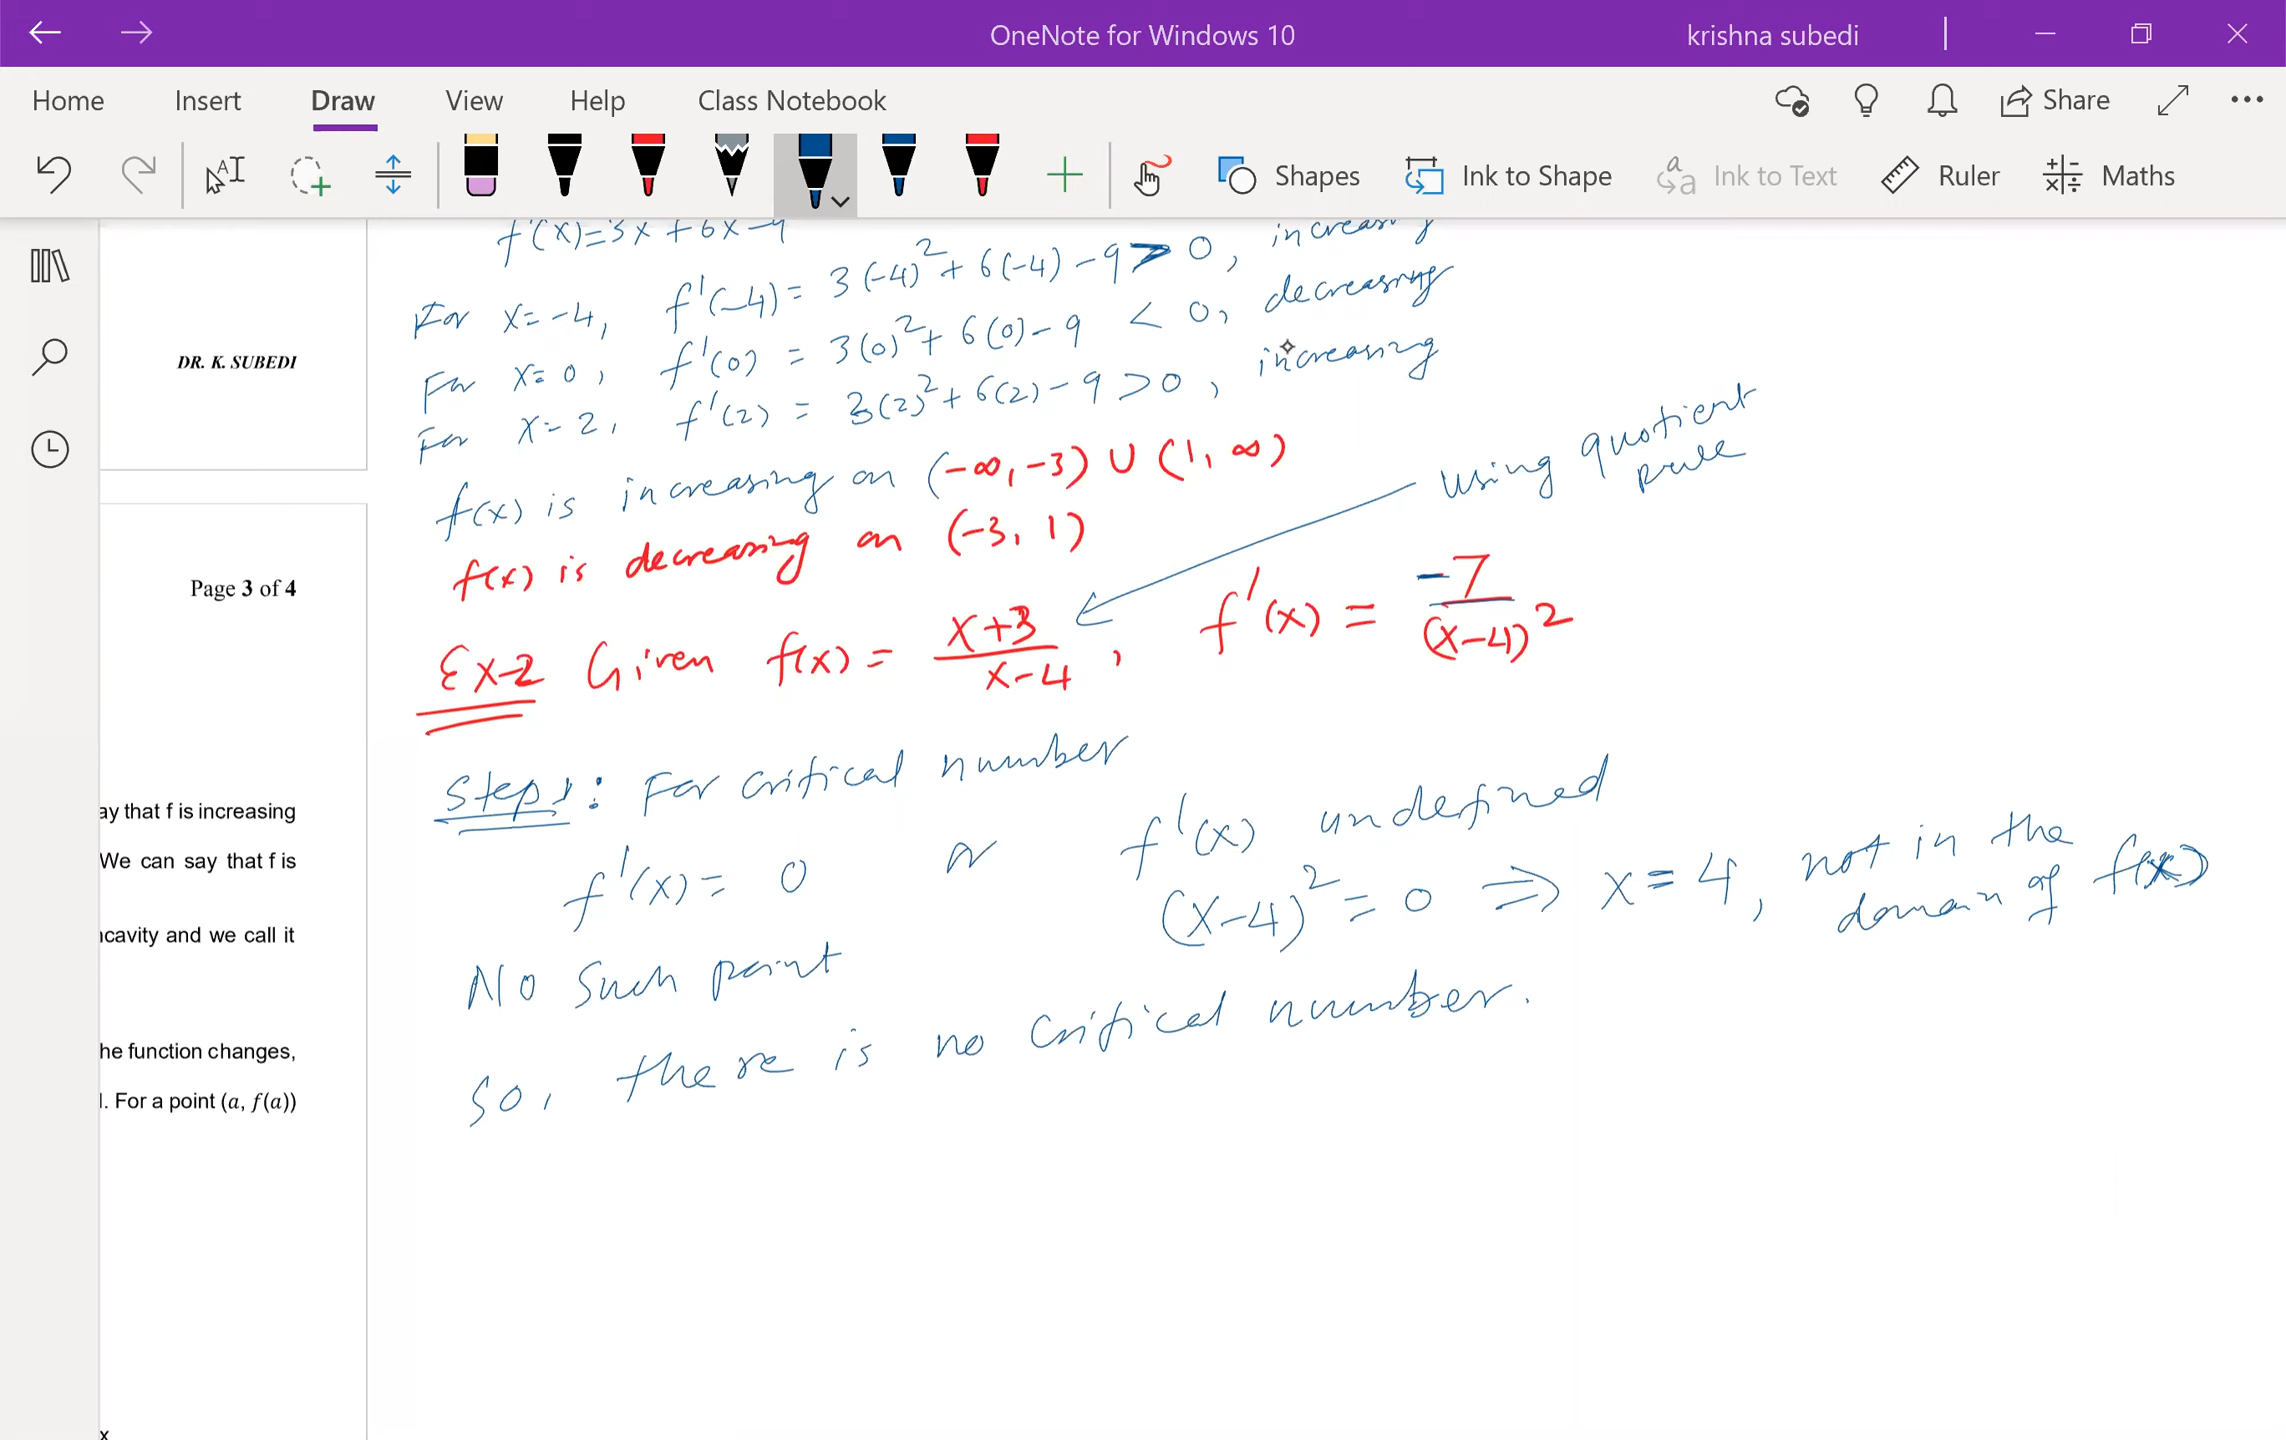 OneNote for Windows 10
krishna subedi
Home Insert Draw View Help Class Notebook
Share
Shapes Ink to Shape Ink to Text Ruler Maths
DR. K. SUBEDI
Page 3 of 4
ay that f is increasing
We can say that f is
cavity and we call it
he function changes,
. For a point (a, f(a))
x
f'(x)=3x²+6x-9
For x=-4, f'(-4) = 3(-4)²+6(-4)-9 > 0, increasing
For x=0, f'(0) = 3(0)²+6(0)-9 < 0, decreasing
For x=2, f'(2) = 3(2)²+6(2)-9 >0, increasing
f(x) is increasing on (-∞,-3) ∪ (1,∞)
f(x) is decreasing on (-3,1)
using quotient
rule
Ex-2 Given f(x) = x+3/x-4, f'(x) = -7/(x-4)²
Step1: For critical number
f'(x) = 0 or f'(x) undefined
(x-4)² = 0 ⇒ x=4, not in the
domain of f(x)
No such point
So, there is no critical number.